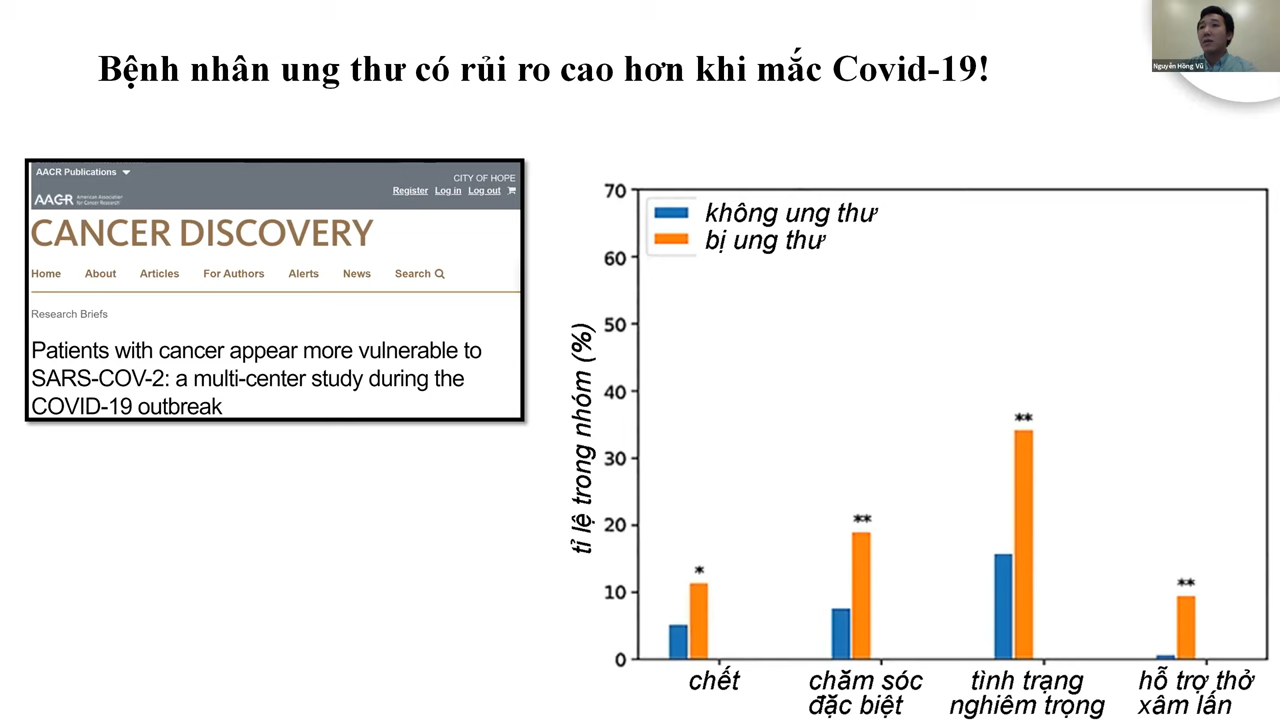 Bệnh nhân ung thư có rủi ro cao hơn khi mắc Covid-19!
Nguyễn Hồng Vũ
AACR Publications
CITY OF HOPE
Register Log in Log out
AACR American Association
for Cancer Research
CANCER DISCOVERY
Home About Articles For Authors Alerts News Search
Research Briefs
Patients with cancer appear more vulnerable to
SARS-COV-2: a multi-center study during the
COVID-19 outbreak
không ung thư
bị ung thư
tỉ lệ trong nhóm (%)
70
60
50
40
30
20
10
0
*
**
**
**
chết
chăm sóc
đặc biệt
tình trạng
nghiêm trọng
hỗ trợ thở
xâm lấn